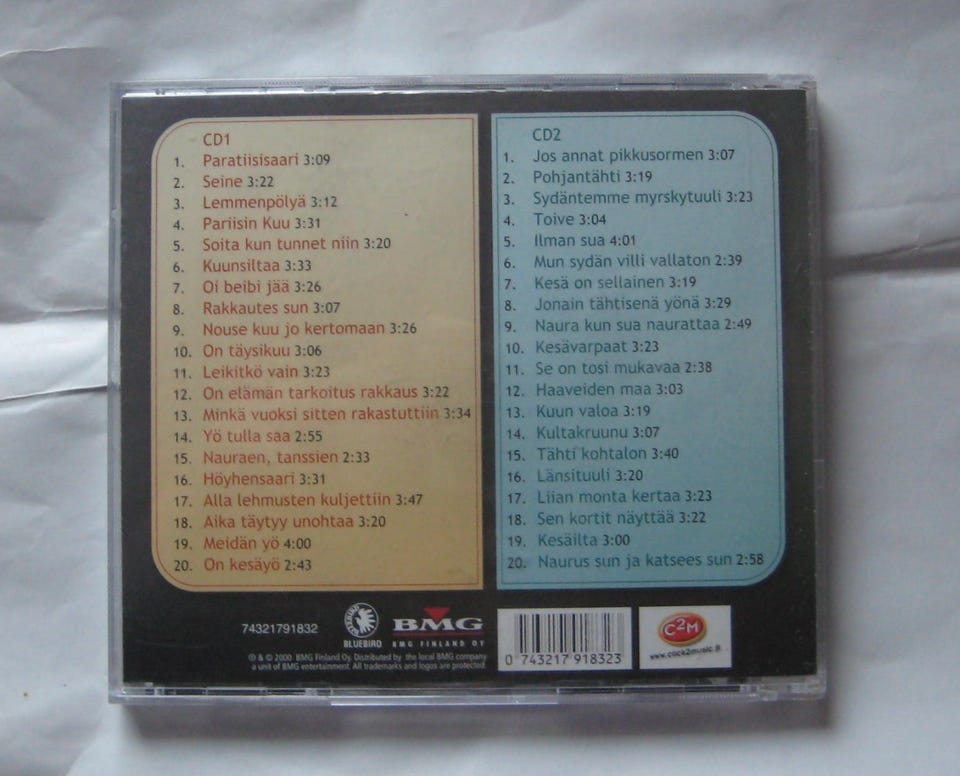 CD1
1. Paratiisisaari 3:09
2. Seine 3:22
3. Lemmenpölyä 3:12
4. Pariisin Kuu 3:31
5. Soita kun tunnet niin 3:20
6. Kuunsiltaa 3:33
7. Oi beibi jää 3:26
8. Rakkautes sun 3:07
9. Nouse kuu jo kertomaan 3:26
10. On täysikuu 3:06
11. Leikitkö vain 3:23
12. On elämän tarkoitus rakkaus 3:22
13. Minkä vuoksi sitten rakastuttiin 3:34
14. Yö tulla saa 2:55
15. Nauraen, tanssien 2:33
16. Höyhensaari 3:31
17. Alla lehmusten kuljettiin 3:47
18. Aika täytyy unohtaa 3:20
19. Meidän yö 4:00
20. On kesäyö 2:43
CD2
1. Jos annat pikkusormen 3:07
2. Pohjantähti 3:19
3. Sydäntemme myrskytuuli 3:23
4. Toive 3:04
5. Ilman sua 4:01
6. Mun sydän villi vallaton 2:39
7. Kesä on sellainen 3:19
8. Jonain tähtisenä yönä 3:29
9. Naura kun sua naurattaa 2:49
10. Kesävarpaat 3:23
11. Se on tosi mukavaa 2:38
12. Haaveiden maa 3:03
13. Kuun valoa 3:19
14. Kultakruunu 3:07
15. Tähti kohtalon 3:40
16. Länsituuli 3:20
17. Liian monta kertaa 3:23
18. Sen kortit näyttää 3:22
19. Kesäilta 3:00
20. Naurus sun ja katsees sun 2:58
74321791832
BLUEBIRD
BMG
BMG FINLAND OY
℗ & © 2000 BMG Finland Oy. Distributed by the local BMG company
a unit of BMG entertainment. All trademarks and logos are protected.
0 743217 918323
C2M
www.cock2music.fi